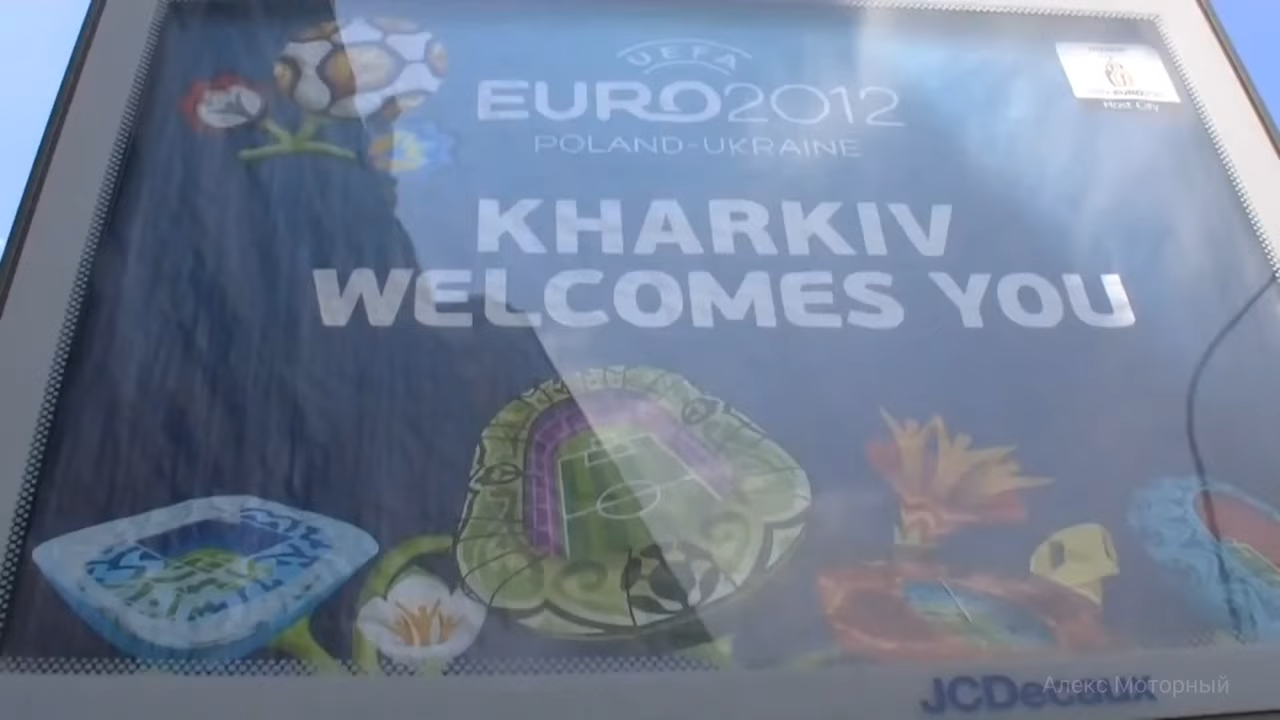 UEFA
EURO2012
POLAND-UKRAINE
Host City
KHARKIV
WELCOMES YOU
JCDecaux
Алекс Моторный